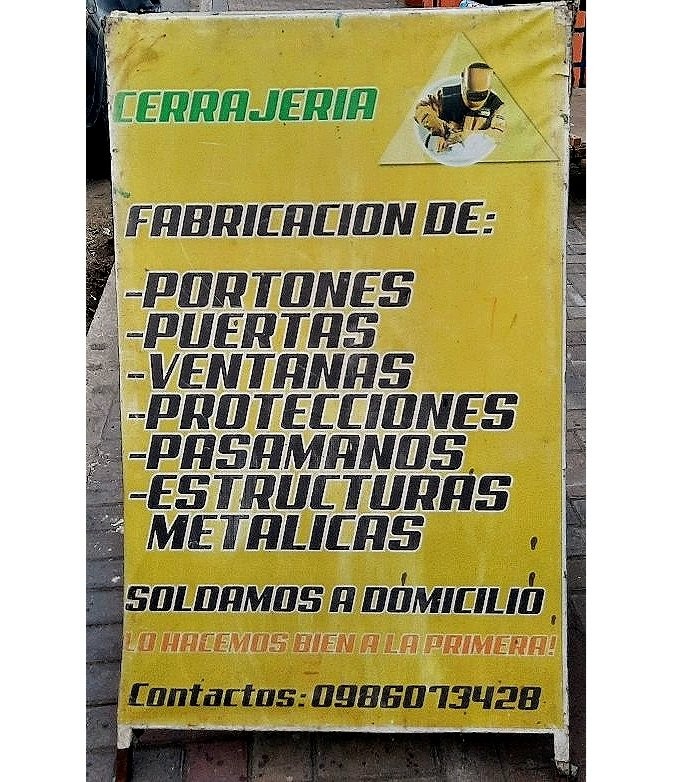 CERRAJERIA
FABRICACION DE:
-PORTONES
-PUERTAS
-VENTANAS
-PROTECCIONES
-PASAMANOS
-ESTRUCTURAS
METALICAS
SOLDAMOS A DOMICILIO
LO HACEMOS BIEN A LA PRIMERA!
Contactos: 0986073428